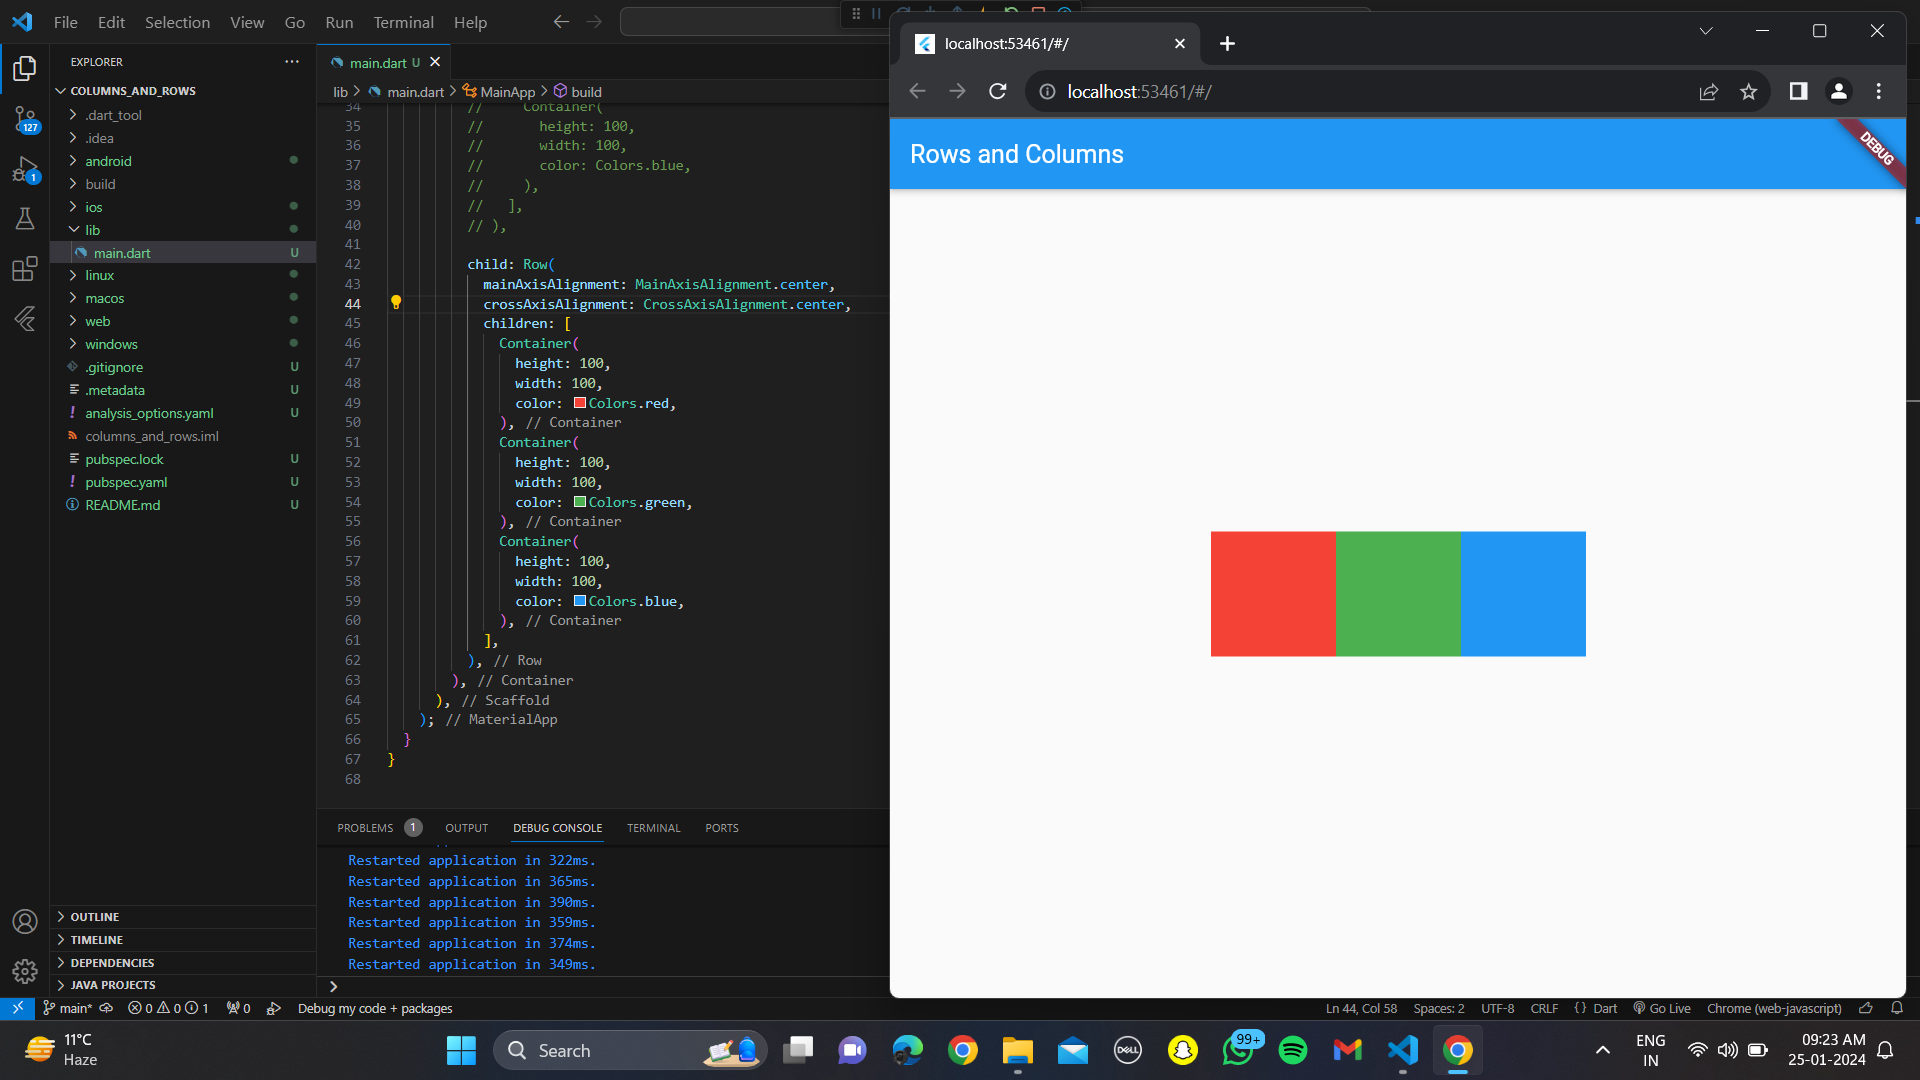 File Edit Selection View Go Run Terminal Help
EXPLORER
COLUMNS_AND_ROWS
.dart_tool
.idea
android
build
ios
lib
main.dart U
linux
macos
web
windows
.gitignore U
.metadata U
analysis_options.yaml U
columns_and_rows.iml
pubspec.lock U
pubspec.yaml U
README.md U
OUTLINE
TIMELINE
DEPENDENCIES
JAVA PROJECTS
127
1
main.dart U
lib > main.dart > MainApp > build
34 // Container(
35 // height: 100,
36 // width: 100,
37 // color: Colors.blue,
38 // ),
39 // ],
40 // ),
41
42 child: Row(
43 mainAxisAlignment: MainAxisAlignment.center,
44 crossAxisAlignment: CrossAxisAlignment.center,
45 children: [
46 Container(
47 height: 100,
48 width: 100,
49 color: Colors.red,
50 ), // Container
51 Container(
52 height: 100,
53 width: 100,
54 color: Colors.green,
55 ), // Container
56 Container(
57 height: 100,
58 width: 100,
59 color: Colors.blue,
60 ), // Container
61 ],
62 ), // Row
63 ), // Container
64 ), // Scaffold
65 ); // MaterialApp
66 }
67 }
68
PROBLEMS 1 OUTPUT DEBUG CONSOLE TERMINAL PORTS
Restarted application in 322ms.
Restarted application in 365ms.
Restarted application in 390ms.
Restarted application in 359ms.
Restarted application in 374ms.
Restarted application in 349ms.
localhost:53461/#/
localhost:53461/#/
Rows and Columns
DEBUG
main* 0 0 1 0 Debug my code + packages
Ln 44, Col 58 Spaces: 2 UTF-8 CRLF {} Dart Go Live Chrome (web-javascript)
11°C
Haze
Search
DELL
99+
ENG
IN
09:23 AM
25-01-2024